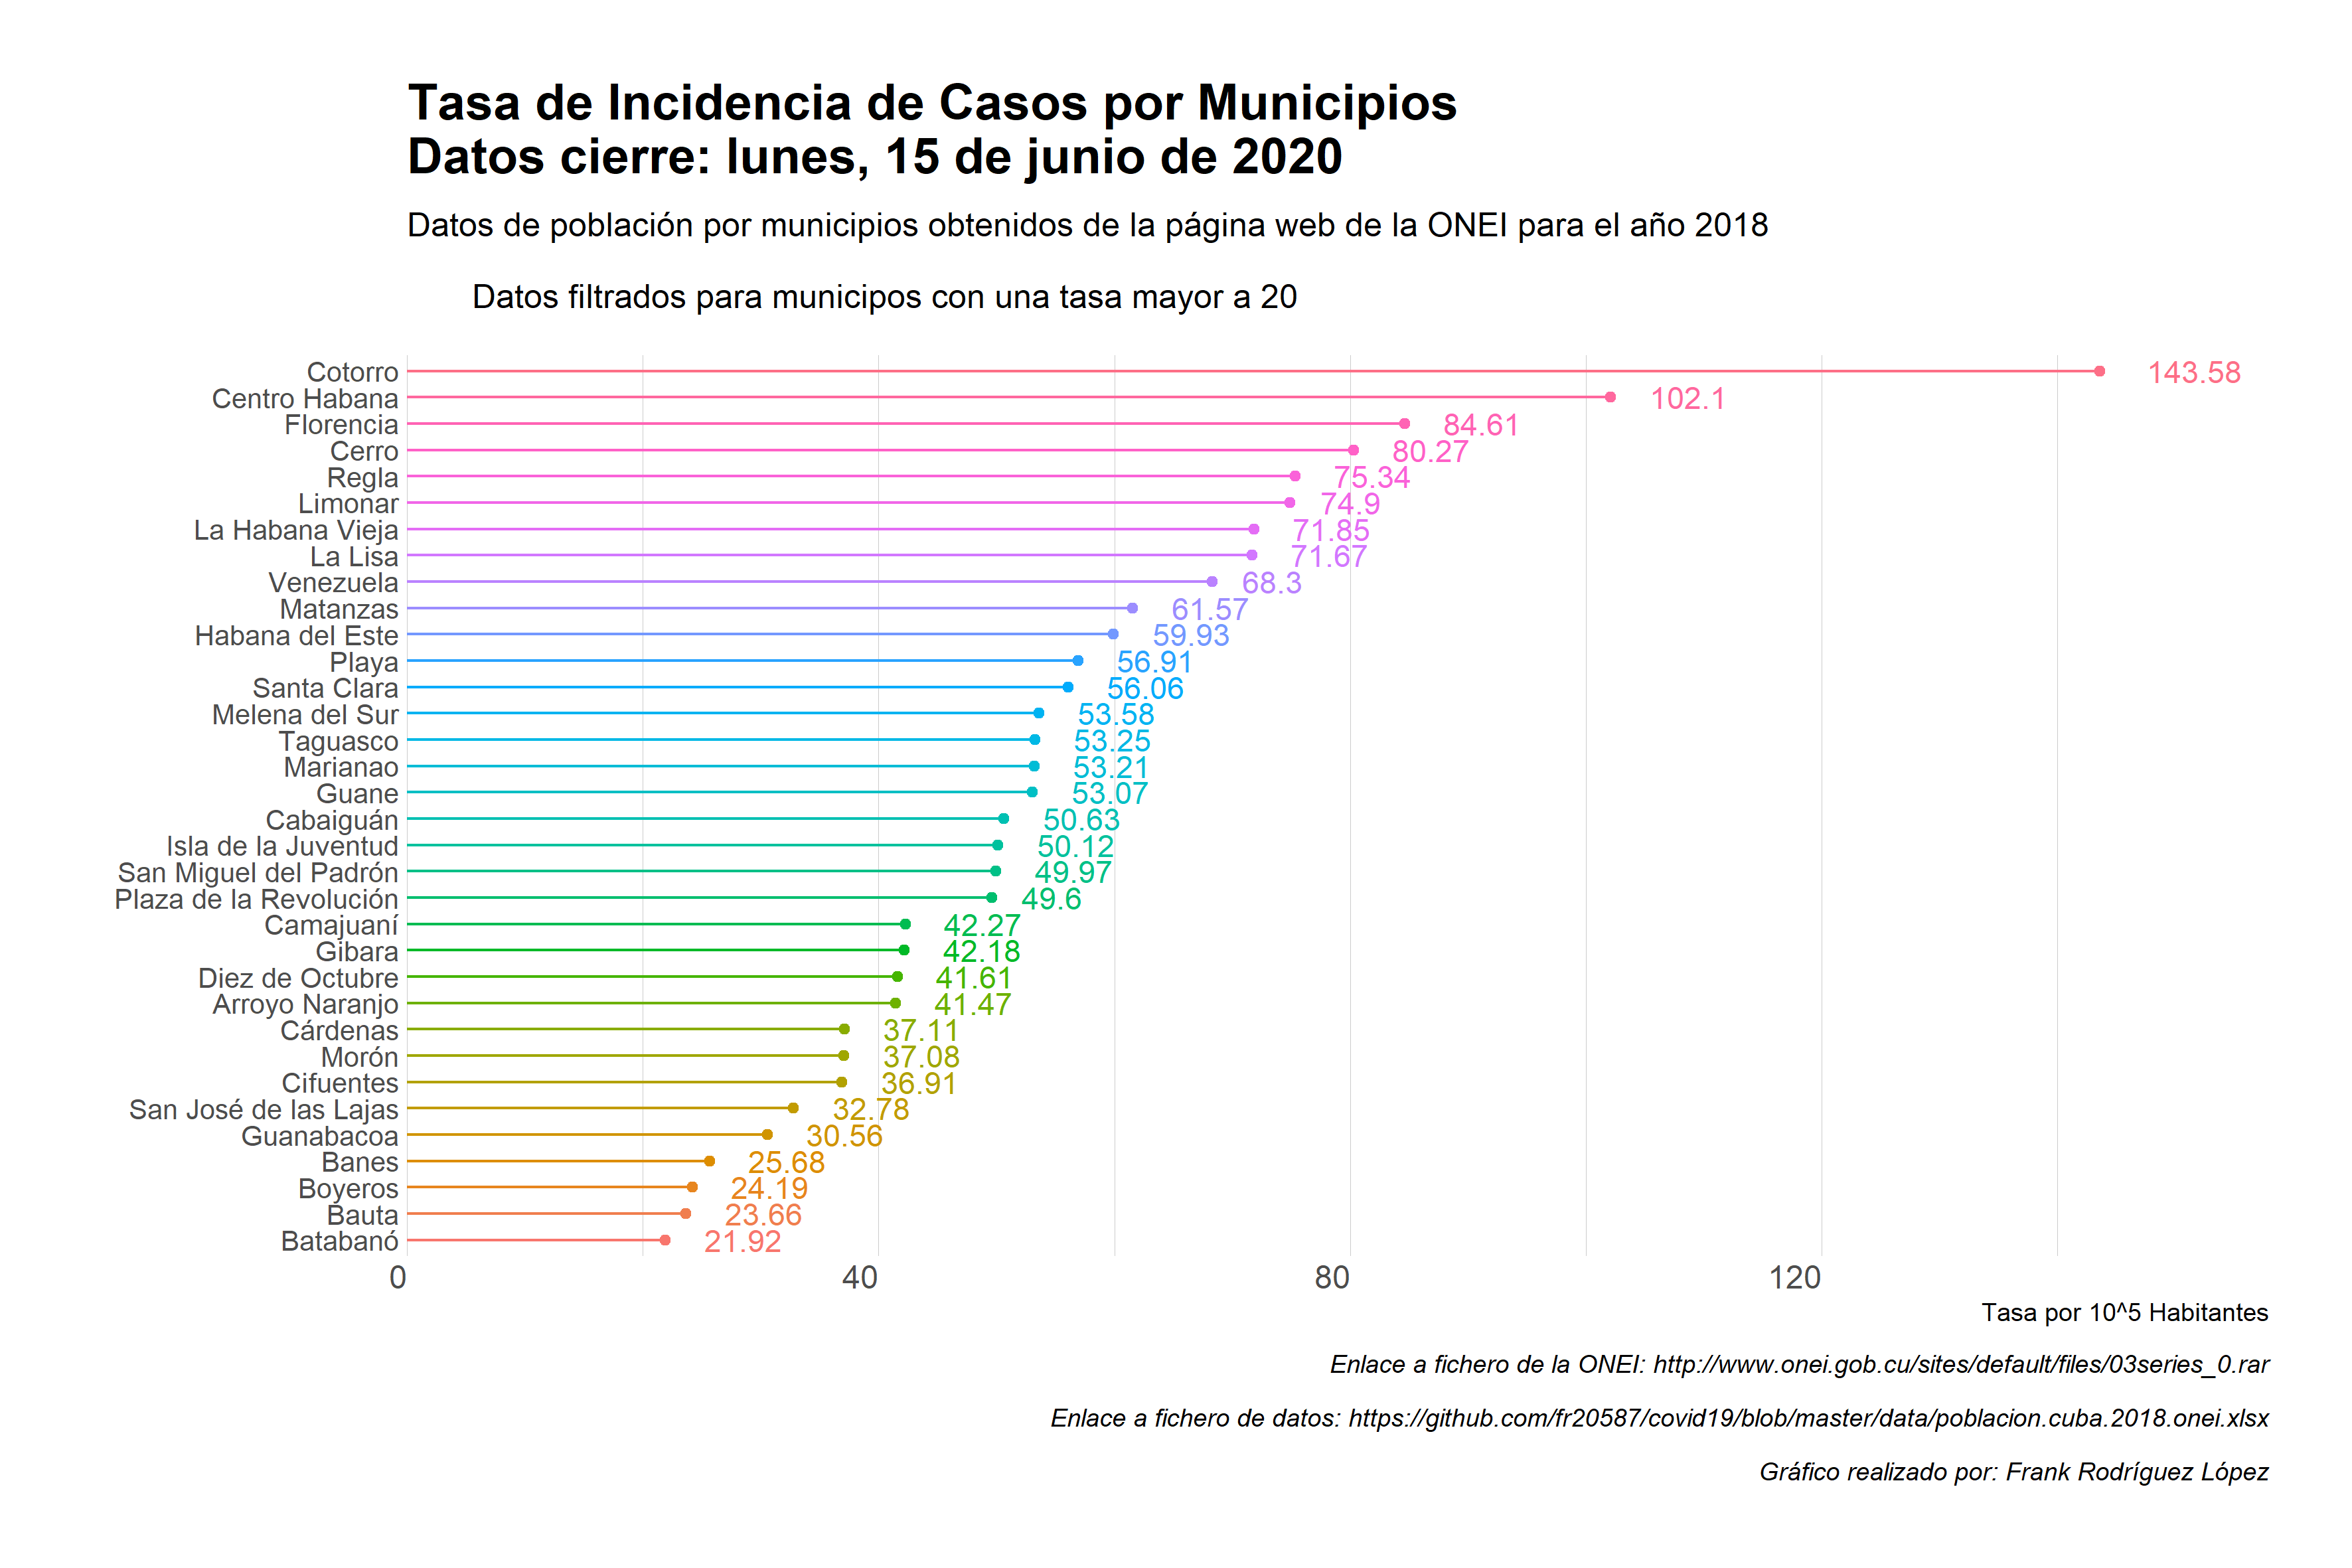 Tasa de Incidencia de Casos por Municipios
Datos cierre: lunes, 15 de junio de 2020
Datos de población por municipios obtenidos de la página web de la ONEI para el año 2018
Datos filtrados para municipos con una tasa mayor a 20
Cotorro 143.58
Centro Habana 102.1
Florencia 84.61
Cerro 80.27
Regla 75.34
Limonar 74.9
La Habana Vieja 71.85
La Lisa 71.67
Venezuela 68.3
Matanzas 61.57
Habana del Este 59.93
Playa 56.91
Santa Clara 56.06
Melena del Sur 53.58
Taguasco 53.25
Marianao 53.21
Guane 53.07
Cabaiguán 50.63
Isla de la Juventud 50.12
San Miguel del Padrón 49.97
Plaza de la Revolución 49.6
Camajuaní 42.27
Gibara 42.18
Diez de Octubre 41.61
Arroyo Naranjo 41.47
Cárdenas 37.11
Morón 37.08
Cifuentes 36.91
San José de las Lajas 32.78
Guanabacoa 30.56
Banes 25.68
Boyeros 24.19
Bauta 23.66
Batabanó 21.92
0 40 80 120
Tasa por 10^5 Habitantes
Enlace a fichero de la ONEI: http://www.onei.gob.cu/sites/default/files/03series_0.rar
Enlace a fichero de datos: https://github.com/fr20587/covid19/blob/master/data/poblacion.cuba.2018.onei.xlsx
Gráfico realizado por: Frank Rodríguez López